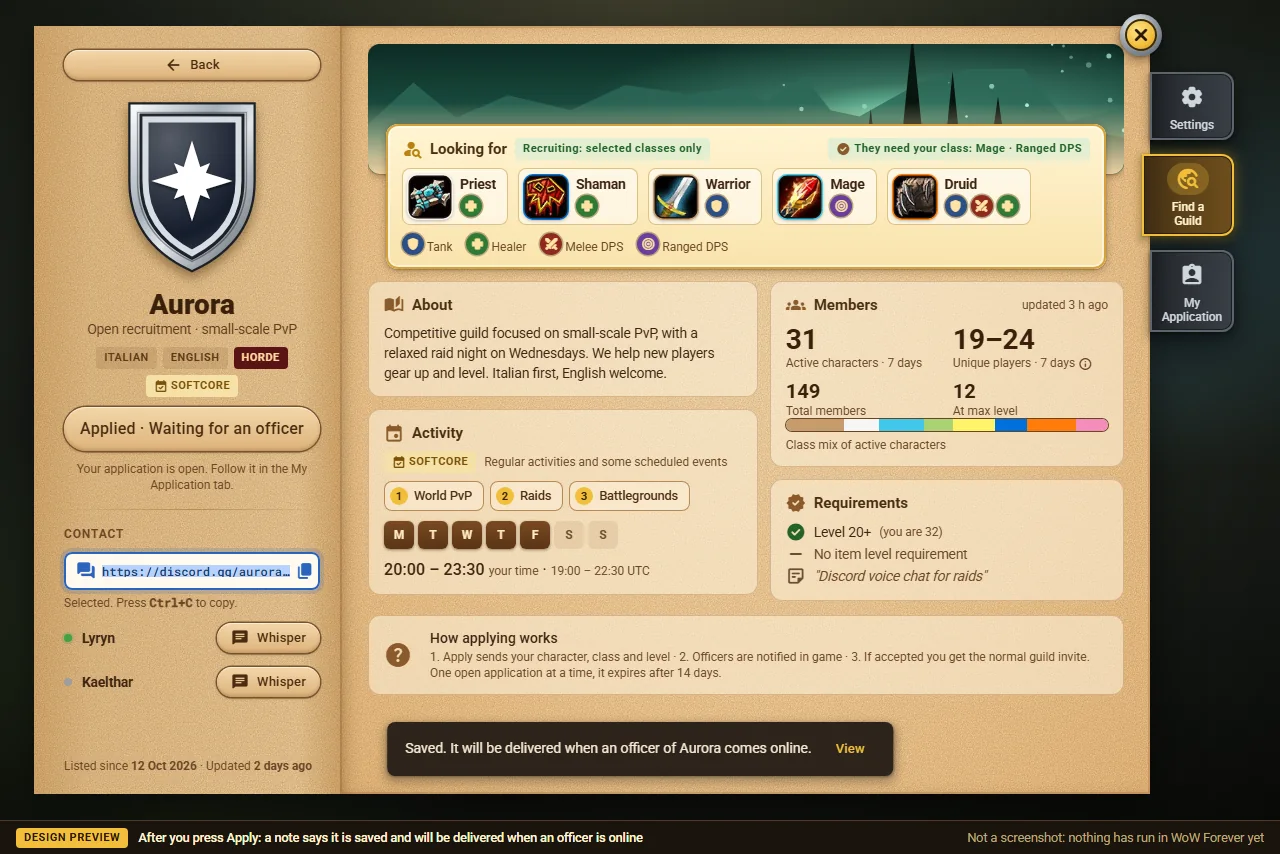 Back
Aurora
Open recruitment · small-scale PvP
ITALIAN
ENGLISH
HORDE
SOFTCORE
Applied · Waiting for an officer
Your application is open. Follow it in the My
Application tab.
CONTACT
https://discord.gg/aurora…
Selected. Press Ctrl+C to copy.
Lyryn
Whisper
Kaelthar
Whisper
Listed since 12 Oct 2026 · Updated 2 days ago
Looking for
Recruiting: selected classes only
They need your class: Mage · Ranged DPS
Priest
Shaman
Warrior
Mage
Druid
Tank
Healer
Melee DPS
Ranged DPS
About
Competitive guild focused on small-scale PvP, with a
relaxed raid night on Wednesdays. We help new players
gear up and level. Italian first, English welcome.
Activity
SOFTCORE
Regular activities and some scheduled events
1 World PvP
2 Raids
3 Battlegrounds
M T W T F S S
20:00 – 23:30 your time · 19:00 – 22:30 UTC
Members
updated 3 h ago
31
Active characters · 7 days
19–24
Unique players · 7 days
149
Total members
12
At max level
Class mix of active characters
Requirements
Level 20+ (you are 32)
No item level requirement
"Discord voice chat for raids"
How applying works
1. Apply sends your character, class and level · 2. Officers are notified in game · 3. If accepted you get the normal guild invite.
One open application at a time, it expires after 14 days.
Saved. It will be delivered when an officer of Aurora comes online.
View
Settings
Find a
Guild
My
Application
DESIGN PREVIEW
After you press Apply: a note says it is saved and will be delivered when an officer is online
Not a screenshot: nothing has run in WoW Forever yet